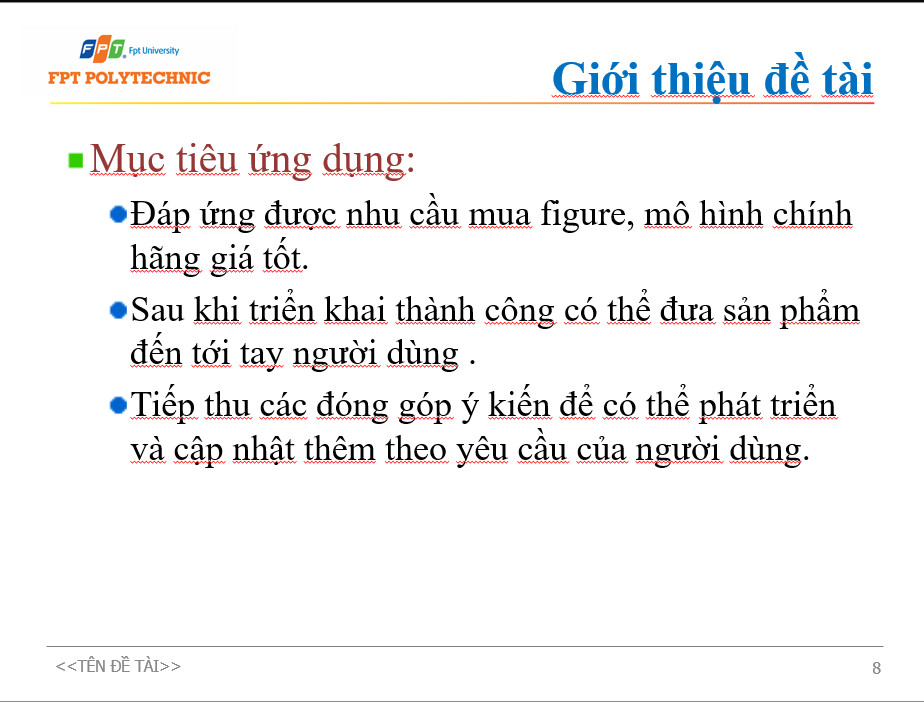 FPT. Fpt University
FPT POLYTECHNIC
Giới thiệu đề tài
Mục tiêu ứng dụng:
Đáp ứng được nhu cầu mua figure, mô hình chính
hãng giá tốt.
Sau khi triển khai thành công có thể đưa sản phẩm
đến tới tay người dùng .
Tiếp thu các đóng góp ý kiến để có thể phát triển
và cập nhật thêm theo yêu cầu của người dùng.
<<TÊN ĐỀ TÀI>>
8